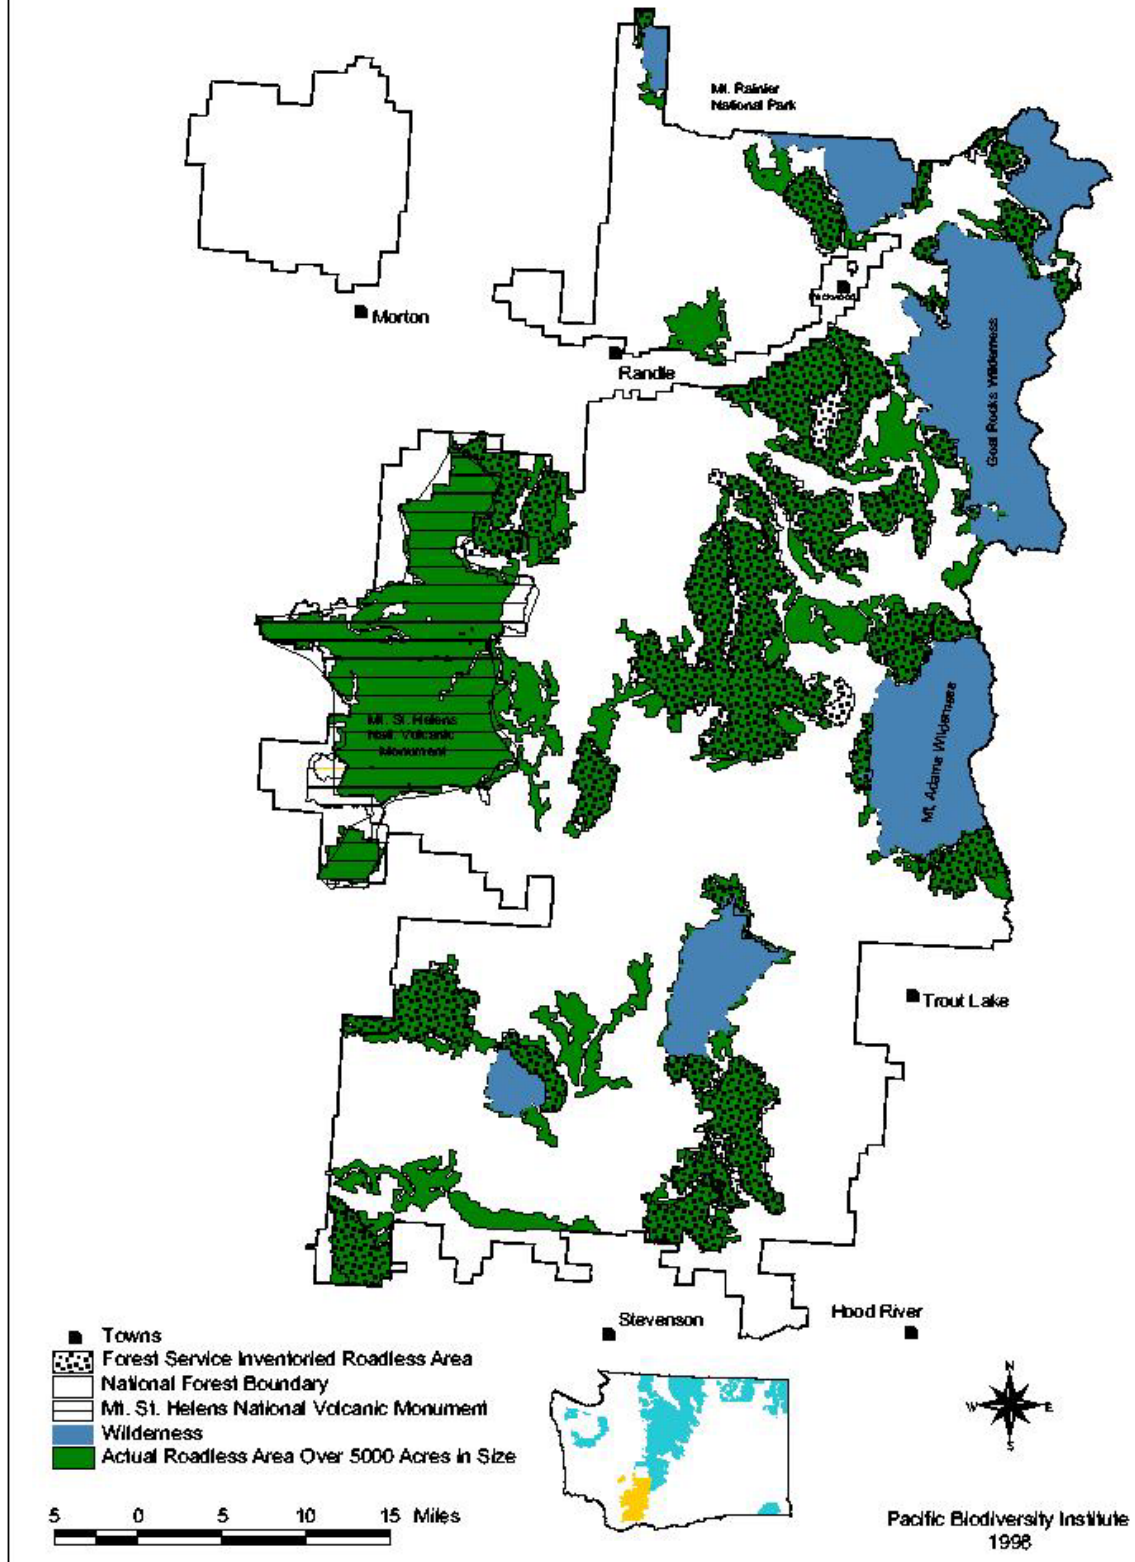 Mt. Rainier
National Park
Morton
Packwood
Randle
Goat Rocks Wilderness
Mt. St. Helens
Natl. Volcanic
Monument
Mt. Adams Wilderness
Trout Lake
Stevenson
Hood River
Towns
Forest Service Inventoried Roadless Area
National Forest Boundary
Mt. St. Helens National Volcanic Monument
Wilderness
Actual Roadless Area Over 5000 Acres in Size
N
W E
S
5 0 5 10 15 Miles
Pacific Biodiversity Institute
1998